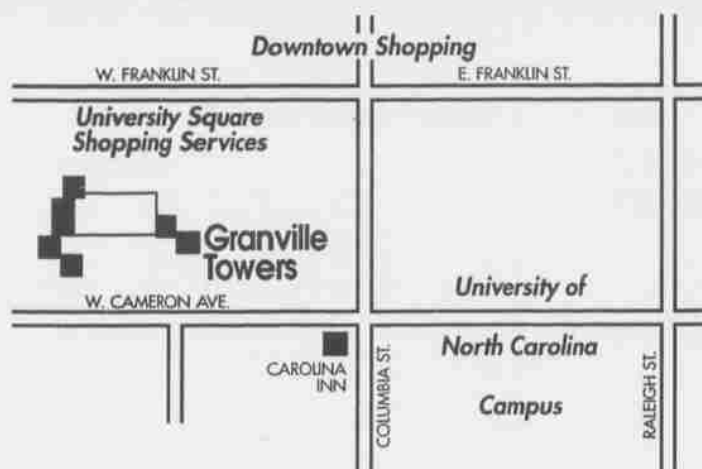 Downtown Shopping
W. FRANKLIN ST.
E. FRANKLIN ST.
University Square
Shopping Services
Granville
Towers
W. CAMERON AVE.
University of
North Carolina
Campus
CAROLINA
INN
COLUMBIA ST.
RALEIGH ST.